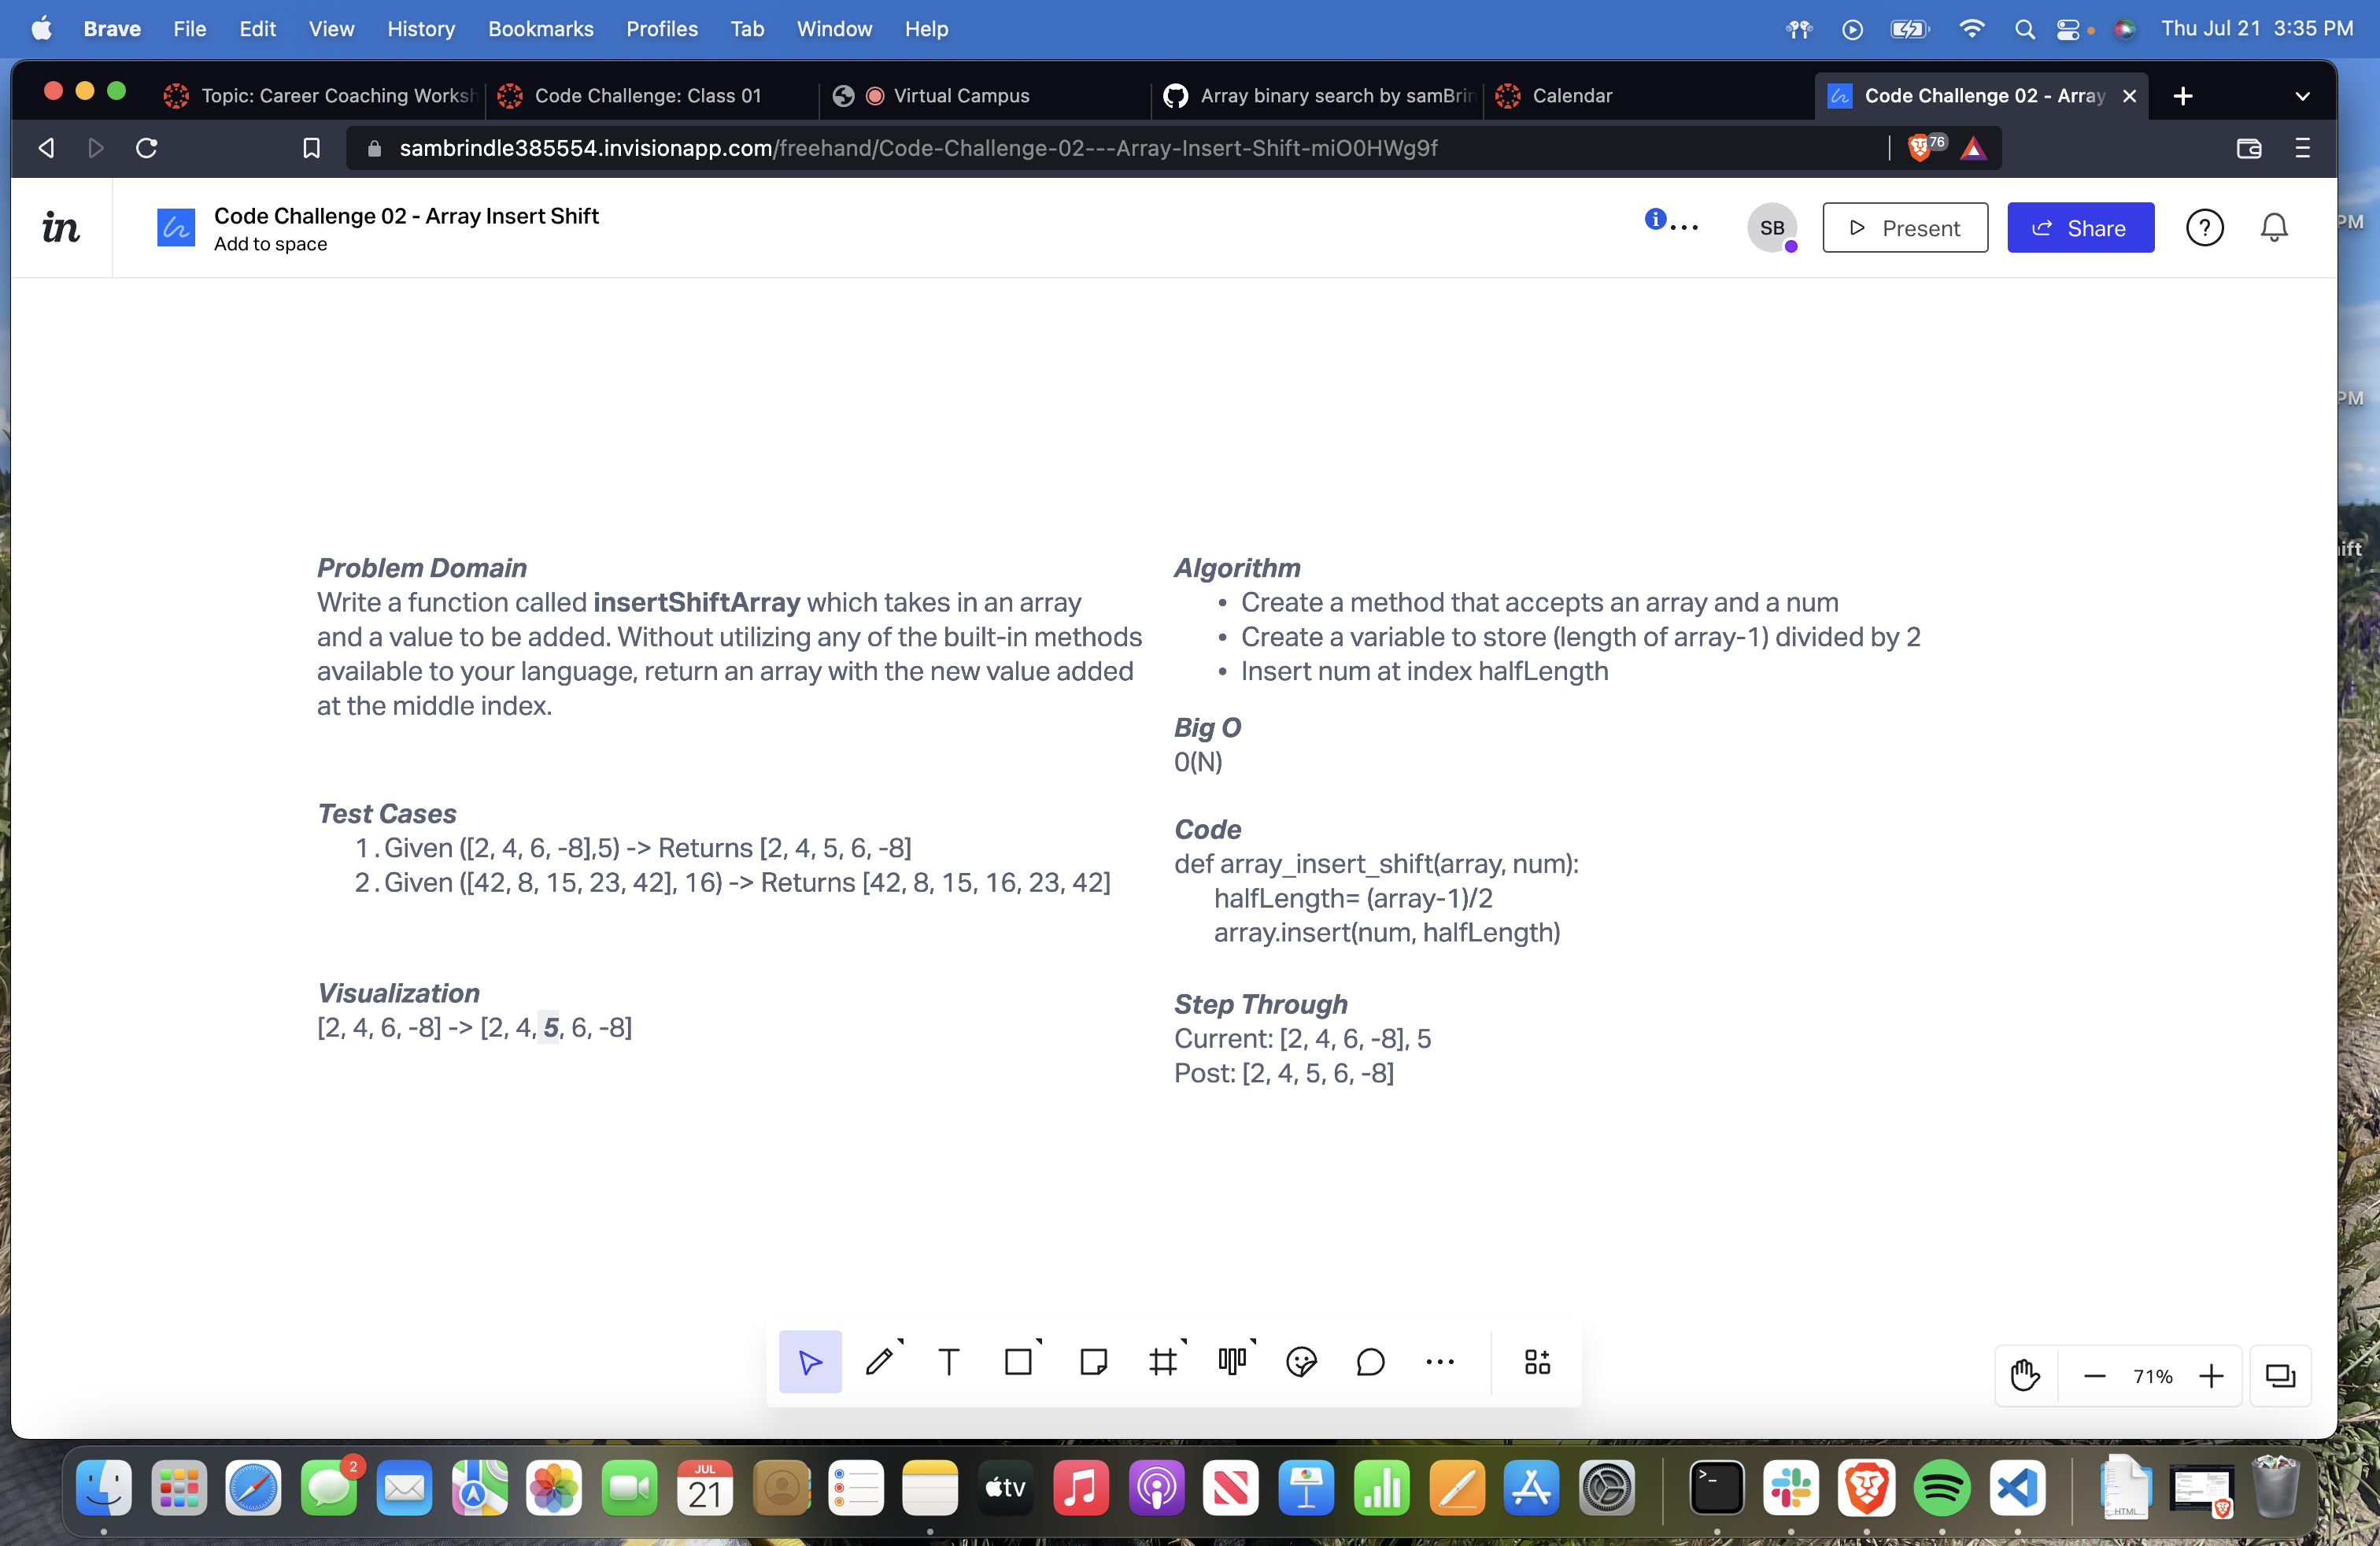 Brave File Edit View History Bookmarks Profiles Tab Window Help Thu Jul 21 3:35 PM
Topic: Career Coaching Worksh Code Challenge: Class 01 Virtual Campus Array binary search by samBrin Calendar Code Challenge 02 - Array
sambrindle385554.invisionapp.com/freehand/Code-Challenge-02---Array-Insert-Shift-miO0HWg9f 76
in Code Challenge 02 - Array Insert Shift
Add to space
SB Present Share ?
PM
PM
ift
Problem Domain
Write a function called insertShiftArray which takes in an array
and a value to be added. Without utilizing any of the built-in methods
available to your language, return an array with the new value added
at the middle index.
Test Cases
1. Given ([2, 4, 6, -8],5) -> Returns [2, 4, 5, 6, -8]
2. Given ([42, 8, 15, 23, 42], 16) -> Returns [42, 8, 15, 16, 23, 42]
Visualization
[2, 4, 6, -8] -> [2, 4, 5, 6, -8]
Algorithm
• Create a method that accepts an array and a num
• Create a variable to store (length of array-1) divided by 2
• Insert num at index halfLength
Big O
0(N)
Code
def array_insert_shift(array, num):
halfLength= (array-1)/2
array.insert(num, halfLength)
Step Through
Current: [2, 4, 6, -8], 5
Post: [2, 4, 5, 6, -8]
T 71%
2 JUL 21 tv HTML